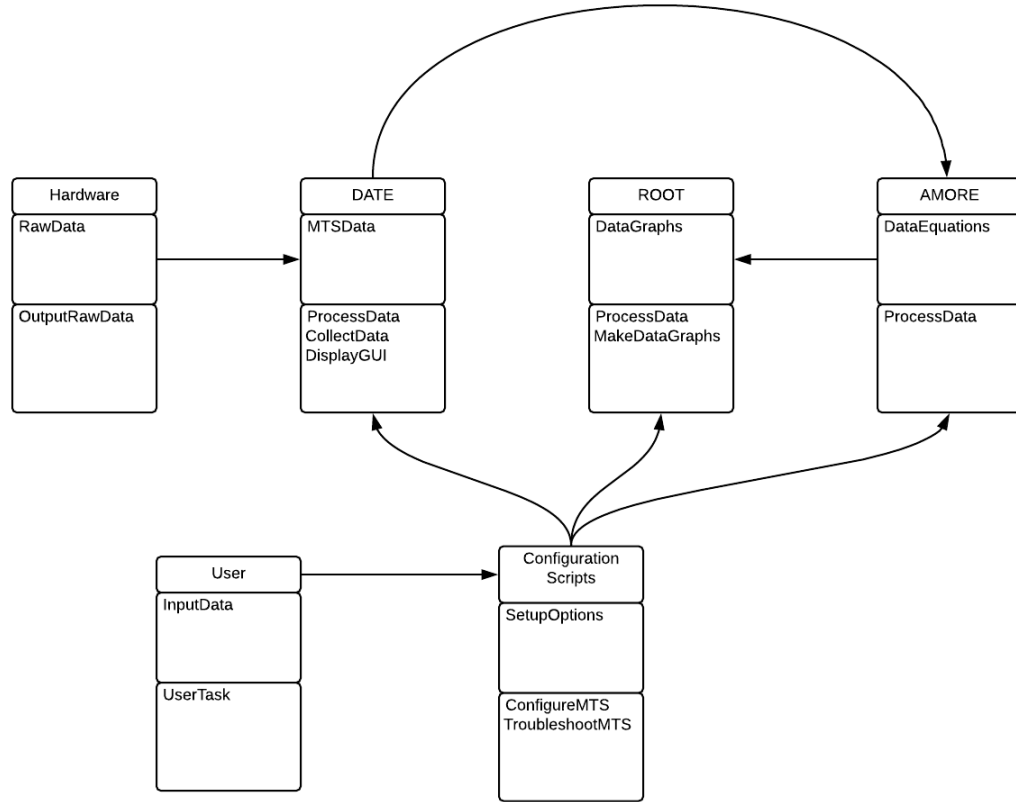 Hardware
RawData
OutputRawData
DATE
MTSData
ProcessData
CollectData
DisplayGUI
ROOT
DataGraphs
ProcessData
MakeDataGraphs
AMORE
DataEquations
ProcessData
User
InputData
UserTask
Configuration
Scripts
SetupOptions
ConfigureMTS
TroubleshootMTS